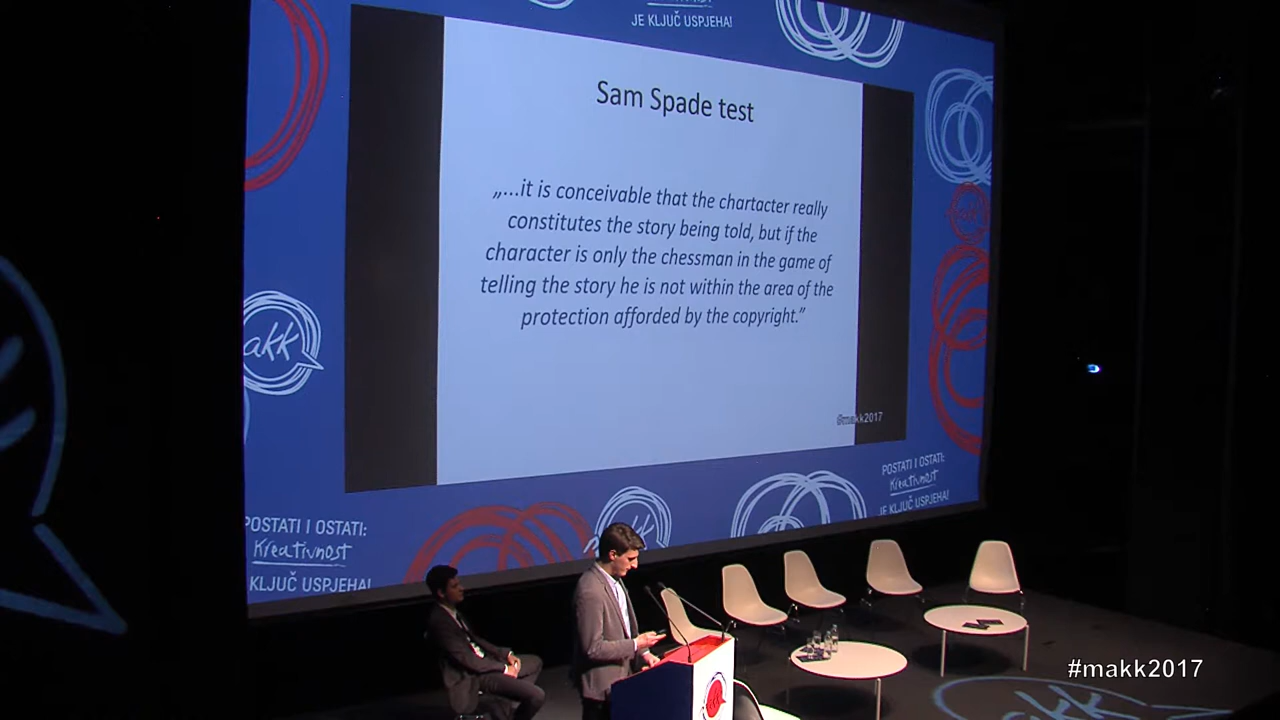 JE KLJUČ USPJEHA!
Sam Spade test
„...it is conceivable that the chartacter really
constitutes the story being told, but if the
character is only the chessman in the game of
telling the story he is not within the area of the
protection afforded by the copyright.”
#makk2017
akk
POSTATI I OSTATI:
Kreativnost
JE KLJUČ USPJEHA!
POSTATI I OSTATI:
Kreativnost
KLJUČ USPJEHA!
#makk2017